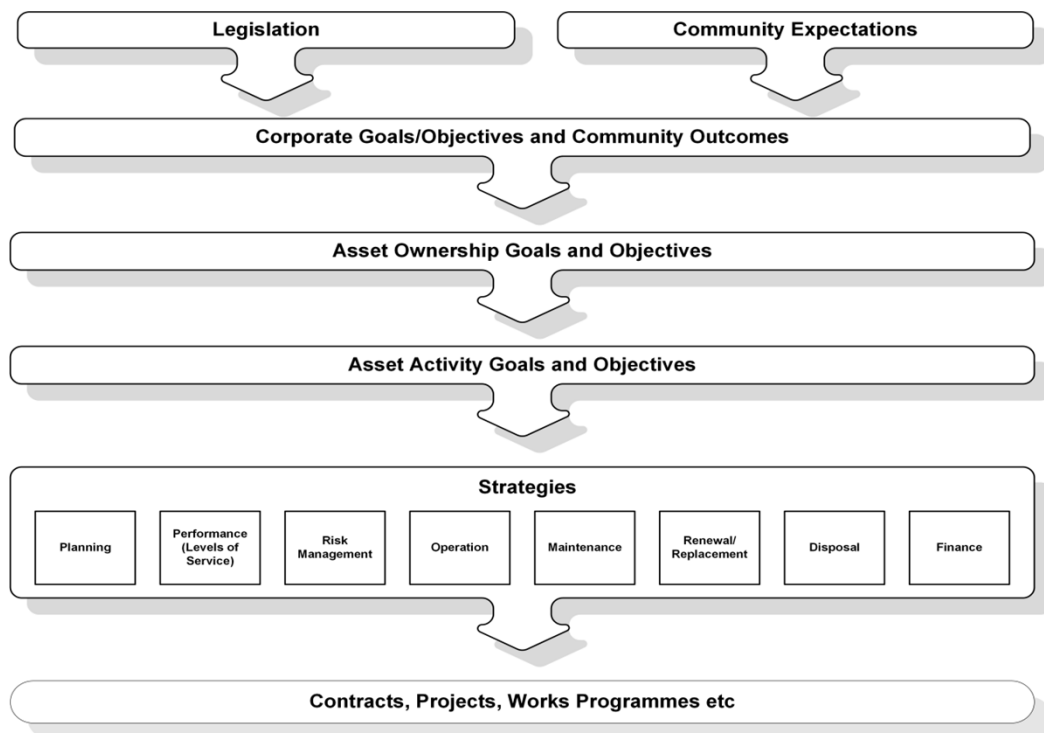 Legislation
Community Expectations
Corporate Goals/Objectives and Community Outcomes
Asset Ownership Goals and Objectives
Asset Activity Goals and Objectives
Strategies
Planning
Performance
(Levels of
Service)
Risk
Management
Operation
Maintenance
Renewal/
Replacement
Disposal
Finance
Contracts, Projects, Works Programmes etc